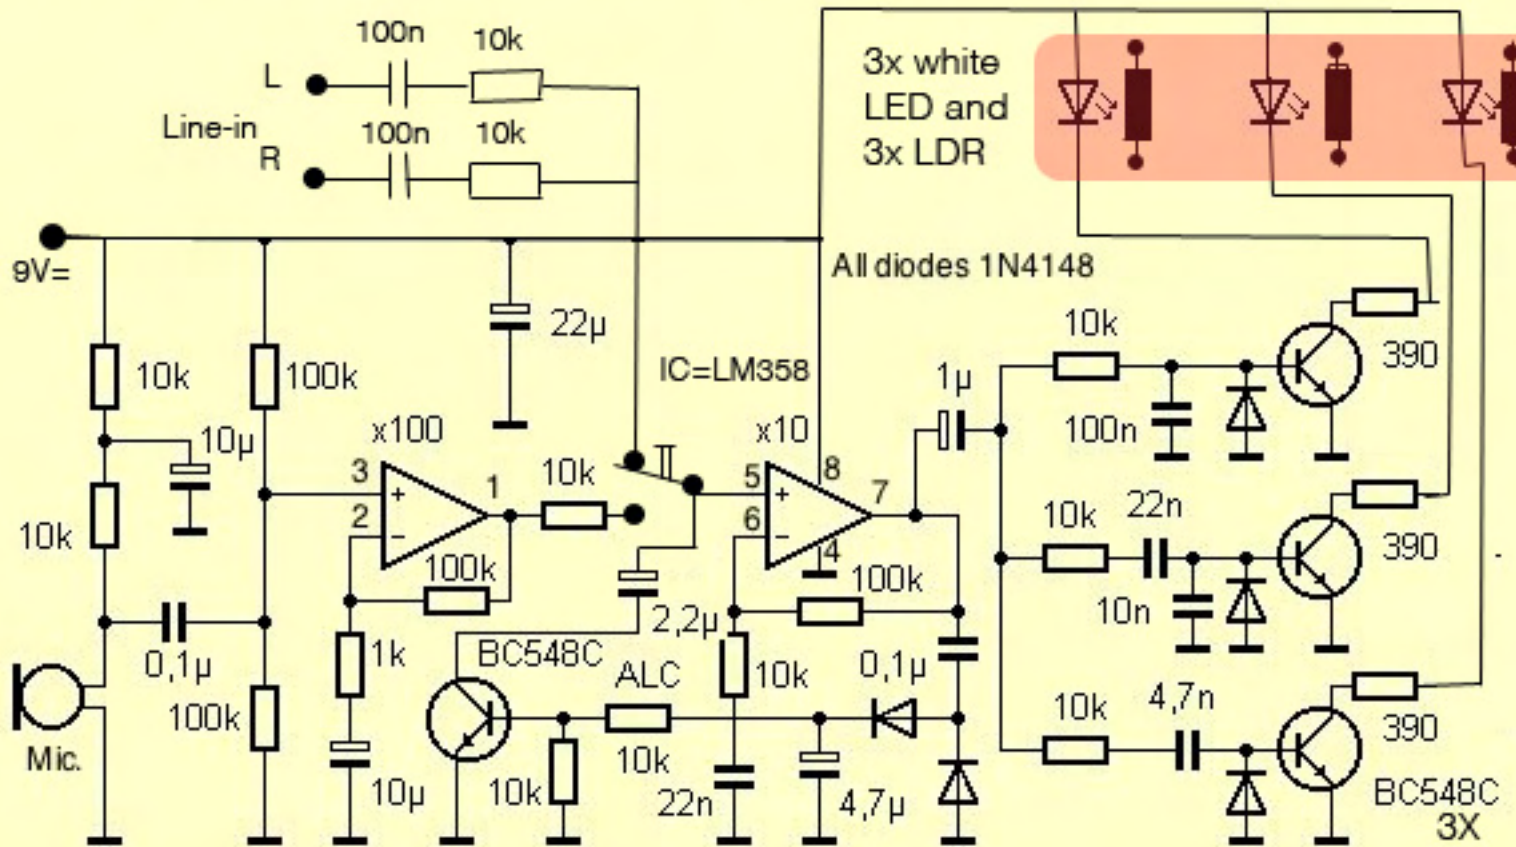 100n
10k
L
Line-in
100n
10k
R
3x white
LED and
3x LDR
9V=
All diodes 1N4148
22µ
10k
100k
IC=LM358
10k
390
1µ
10µ
x100
x10
100n
3
1
10k
5
8
7
2
6
4
10k
100k
100k
10k
22n
390
10n
0,1µ
1k
BC548C
2,2µ
ALC
10k
0,1µ
Mic.
100k
10µ
10k
10k
22n
4,7µ
10k
4,7n
390
BC548C
3X
+
−
+
−